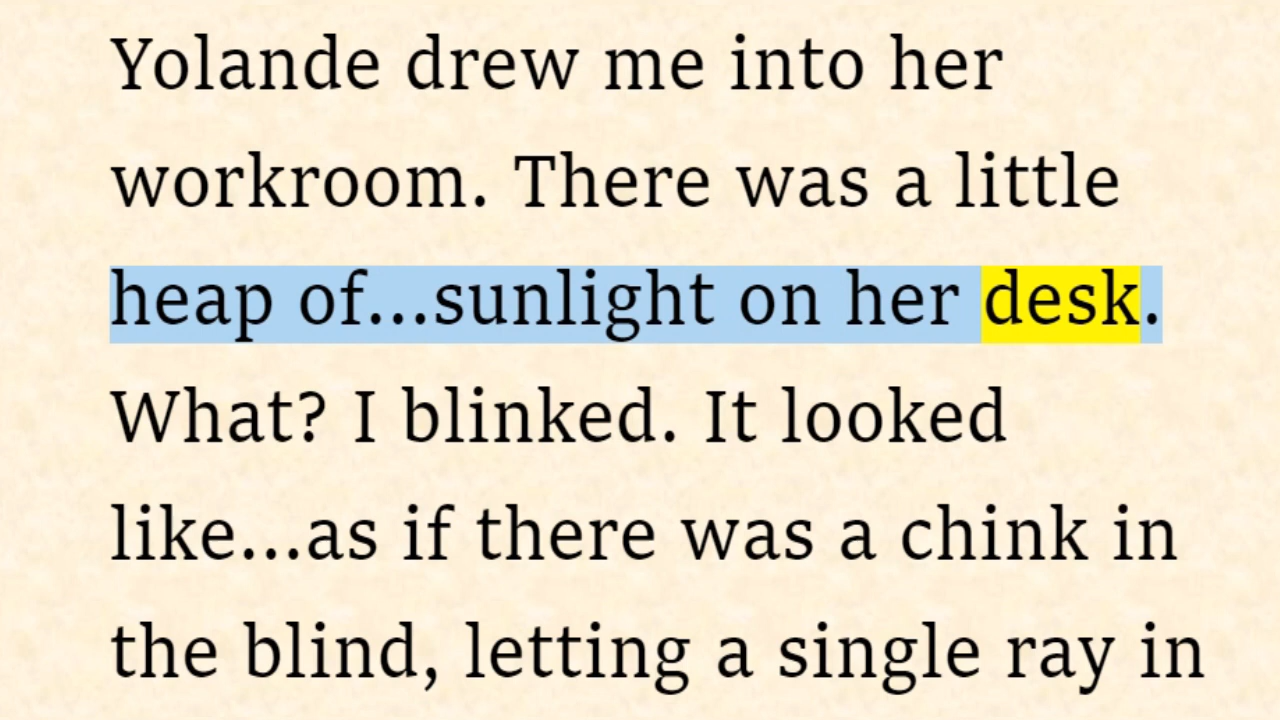 Yolande drew me into her
workroom. There was a little
heap of...sunlight on her desk.
What? I blinked. It looked
like...as if there was a chink in
the blind, letting a single ray in